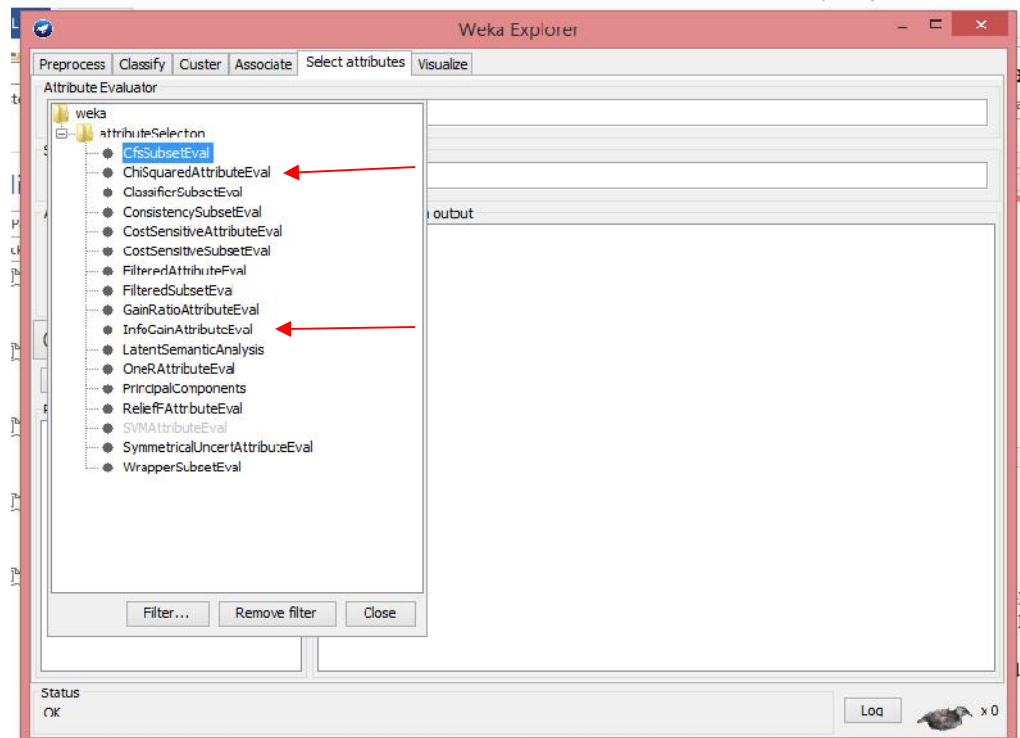 Weka Explorer
Preprocess Classify Custer Associate Select attributes Visualize
Attribute Evaluator
weka
attributeSelecton
CfsSubsetEval
ChiSquaredAttributeEval
ClassifierSubsetEval
ConsistencySubsetEval
CostSensitiveAttributeEval
CostSensitiveSubsetEval
output
FilteredAttributeEval
FilteredSubsetEval
GainRatioAttributeEval
InfoGainAttributeEval
LatentSemanticAnalysis
OneRAttributeEval
PrincipalComponents
ReliefFAttributeEval
SVMAttributeEval
SymmetricalUncertAttributeEval
WrapperSubsetEval
Filter... Remove filter Close
Status
OK
Log x 0